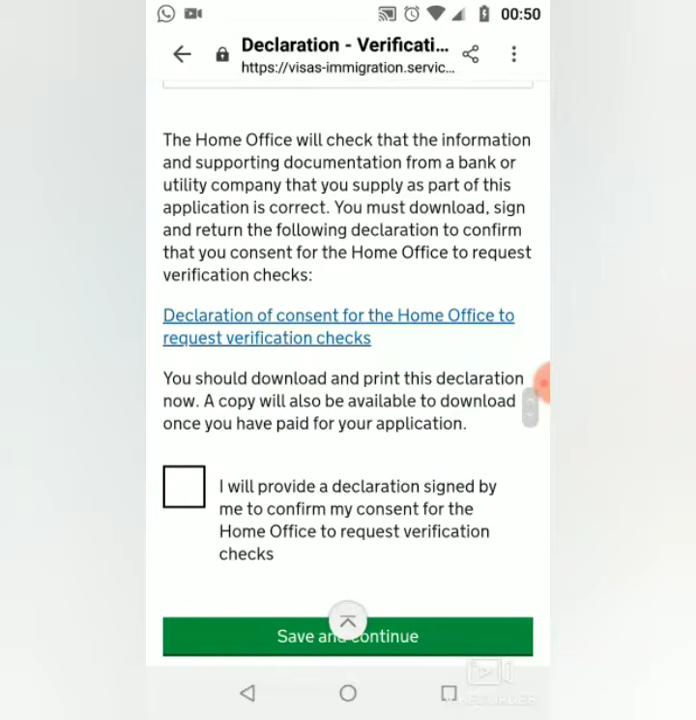 00:50
Declaration - Verificati...
https://visas-immigration.servic...
The Home Office will check that the information
and supporting documentation from a bank or
utility company that you supply as part of this
application is correct. You must download, sign
and return the following declaration to confirm
that you consent for the Home Office to request
verification checks:
Declaration of consent for the Home Office to
request verification checks
You should download and print this declaration
now. A copy will also be available to download
once you have paid for your application.
I will provide a declaration signed by
me to confirm my consent for the
Home Office to request verification
checks
Save and continue